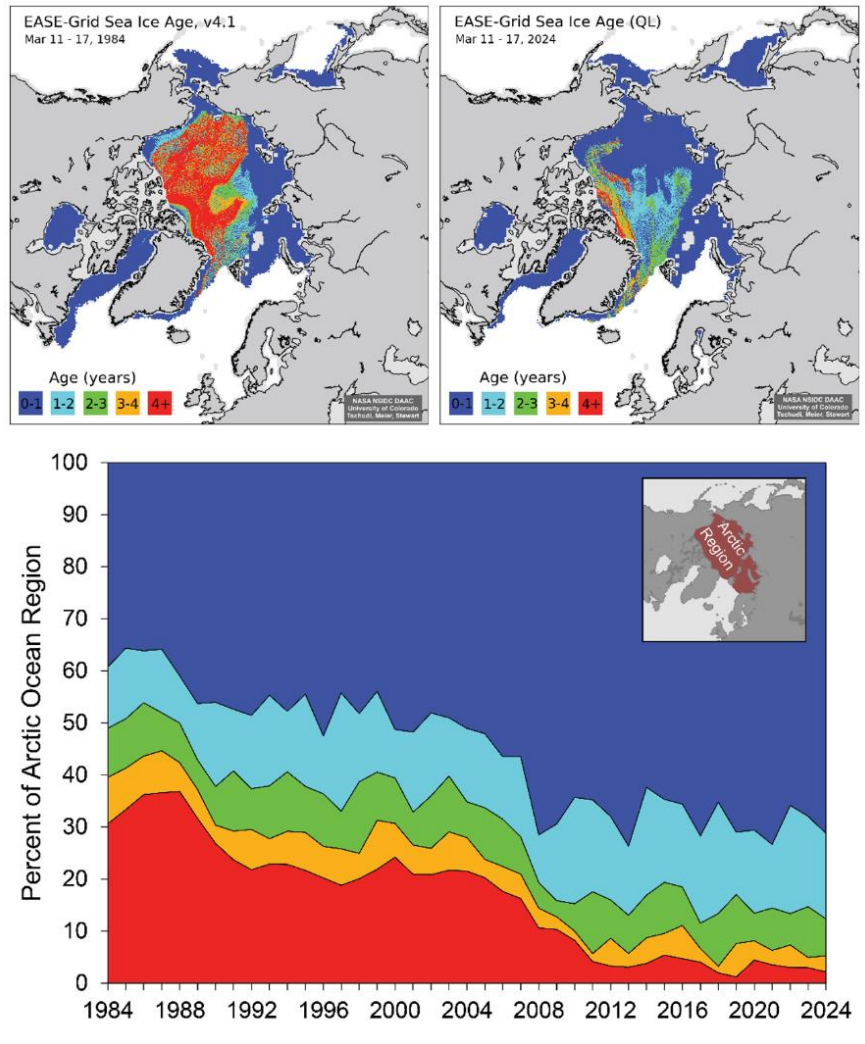 EASE-Grid Sea Ice Age, v4.1
Mar 11 - 17, 1984
Age (years)
0-1 1-2 2-3 3-4 4+
NASA NSIDC DAAC
University of Colorado
Tschudi, Meier, Stewart
EASE-Grid Sea Ice Age (QL)
Mar 11 - 17, 2024
Age (years)
0-1 1-2 2-3 3-4 4+
NASA NSIDC DAAC
University of Colorado
Tschudi, Meier, Stewart
Percent of Arctic Ocean Region
100
90
80
70
60
50
40
30
20
10
0
Arctic
Region
1984 1988 1992 1996 2000 2004 2008 2012 2016 2020 2024